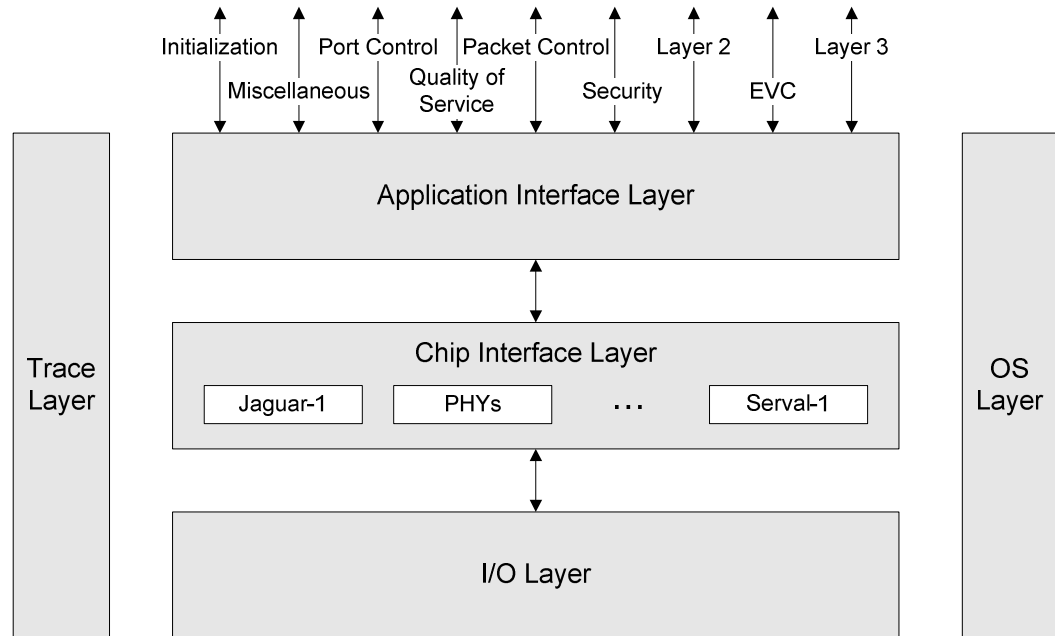 Initialization
Port Control
Packet Control
Layer 2
Layer 3
Miscellaneous
Quality of
Service
Security
EVC
Application Interface Layer
Trace
Layer
Chip Interface Layer
Jaguar-1
PHYs
...
Serval-1
OS
Layer
I/O Layer